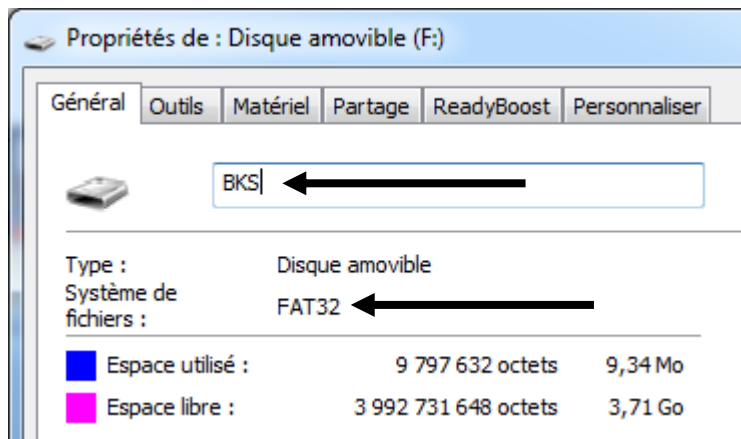 Propriétés de : Disque amovible (F:)
Général Outils Matériel Partage ReadyBoost Personnaliser
BKS
Type : Disque amovible
Système de
fichiers : FAT32
Espace utilisé : 9 797 632 octets 9,34 Mo
Espace libre : 3 992 731 648 octets 3,71 Go